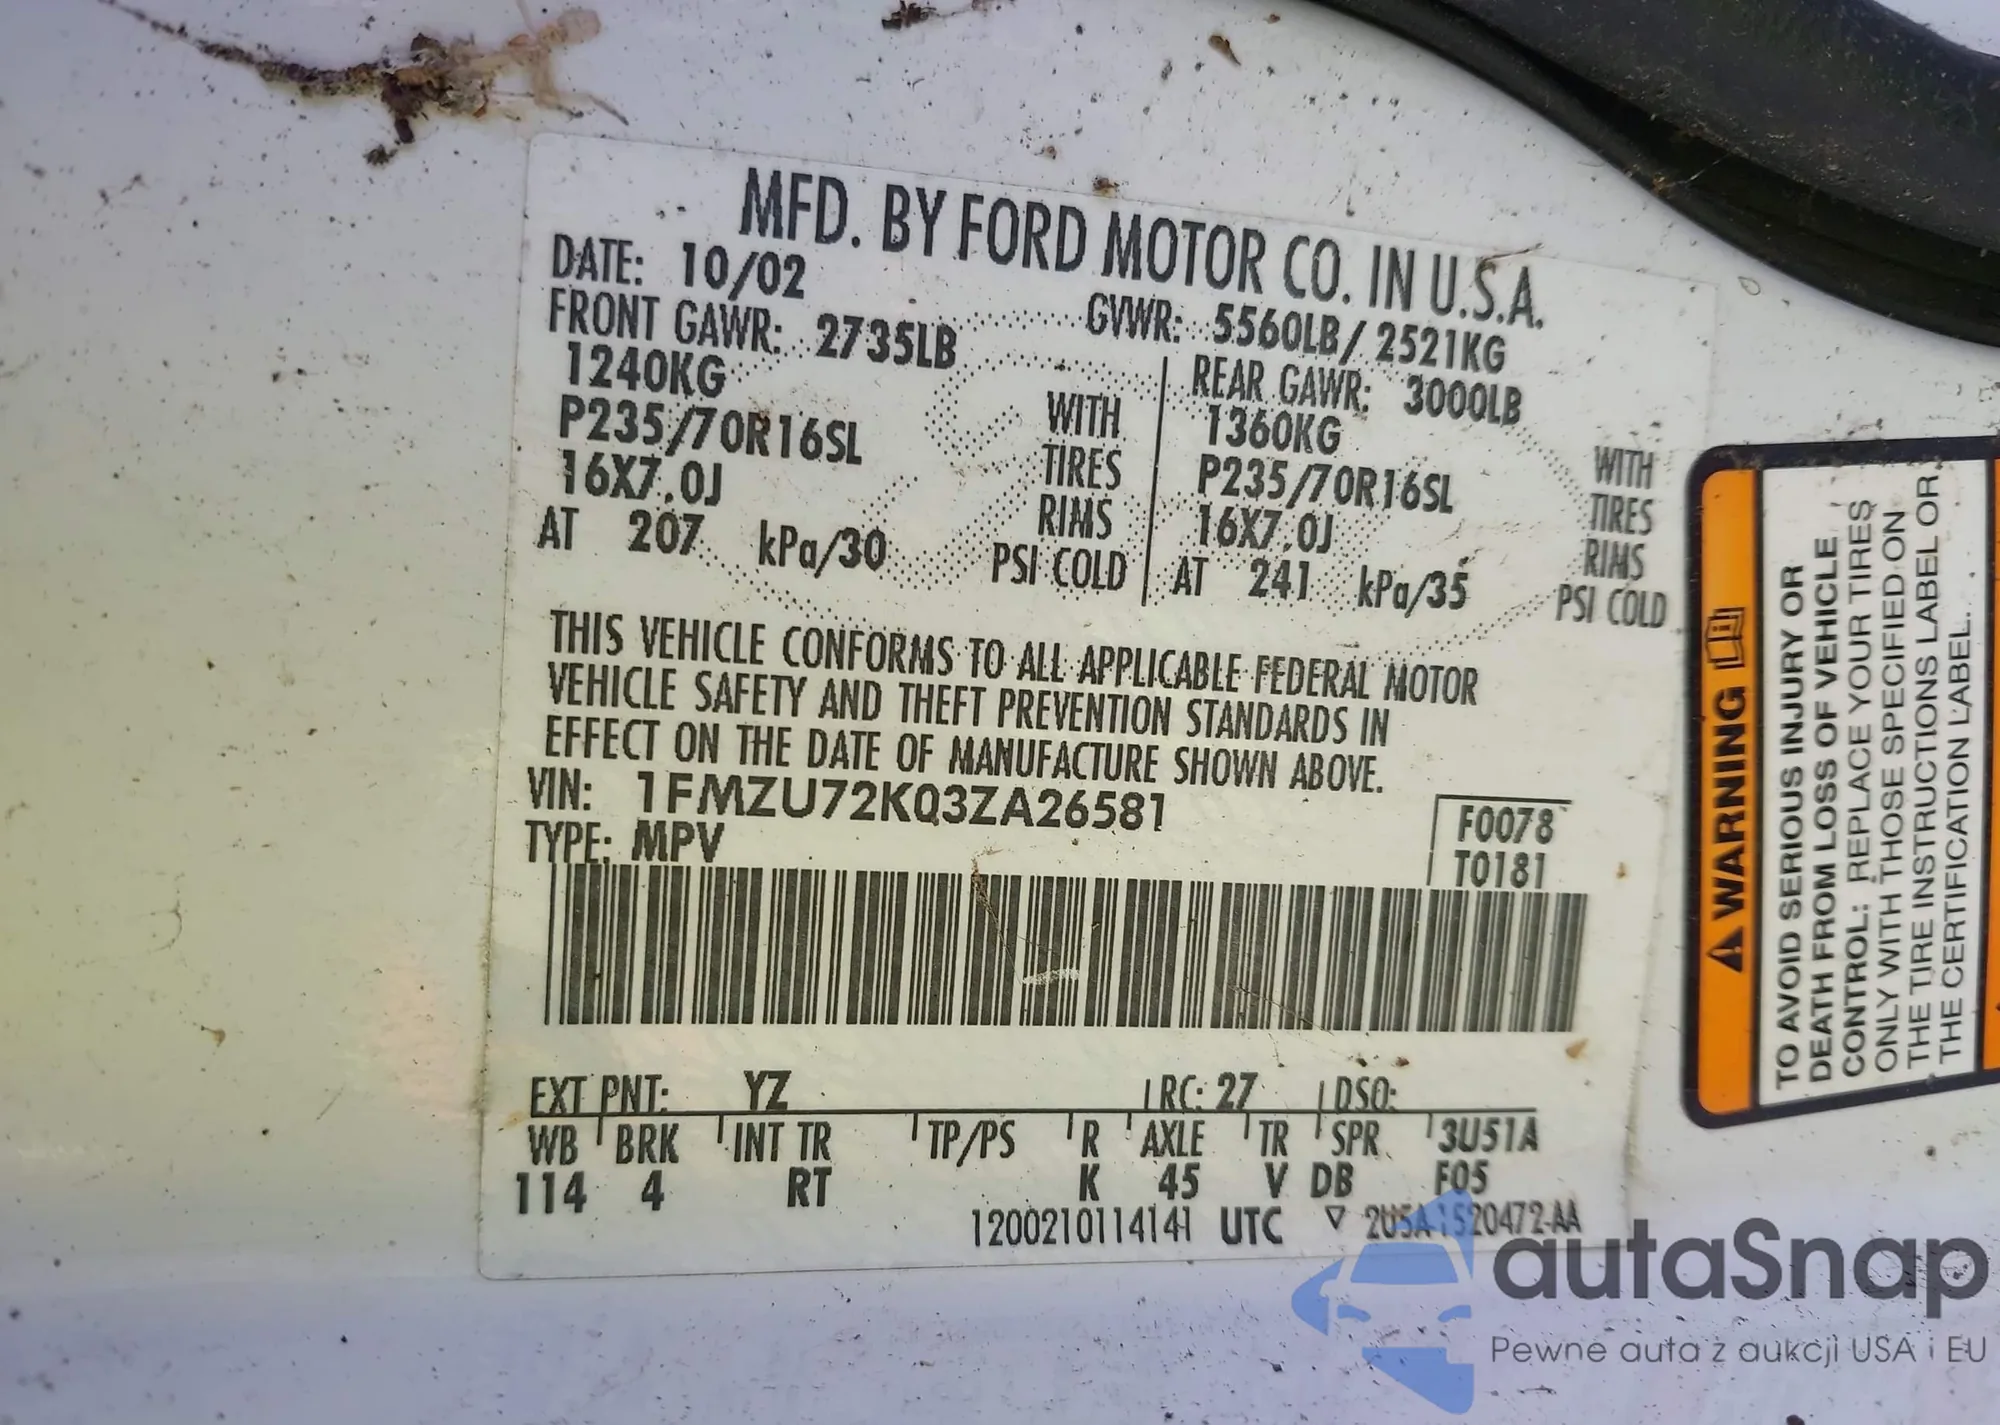 MFD. BY FORD MOTOR CO. IN U.S.A.
DATE: 10/02
GVWR: 5560LB/ 2521KG
FRONT GAWR: 2735LB
REAR GAWR: 3000LB
1240KG WITH
1360KG WITH
P235/70R16SL TIRES
P235/70R16SL TIRES
16X7.0J RIMS
16X7.0J RIMS
AT 207 kPa/30 PSI COLD
AT 241 kPa/35 PSI COLD
THIS VEHICLE CONFORMS TO ALL APPLICABLE FEDERAL MOTOR
VEHICLE SAFETY AND THEFT PREVENTION STANDARDS IN
EFFECT ON THE DATE OF MANUFACTURE SHOWN ABOVE.
VIN: 1FMZU72K03ZA26581
TYPE: MPV
F0078
T0181
EXT PNT: YZ RC: 27 DSO:
WB BRK INT TR TP/PS R AXLE TR SPR 3U51A
114 4 RT K 45 V DB F05
1200210114141 UTC ▽ 2U5A-1520472-AA
⚠ WARNING
TO AVOID SERIOUS INJURY OR
DEATH FROM LOSS OF VEHICLE
CONTROL: REPLACE YOUR TIRES
ONLY WITH THOSE SPECIFIED ON
THE TIRE INSTRUCTIONS LABEL OR
THE CERTIFICATION LABEL.
autaSnap
Pewne auta z aukcji USA i EU